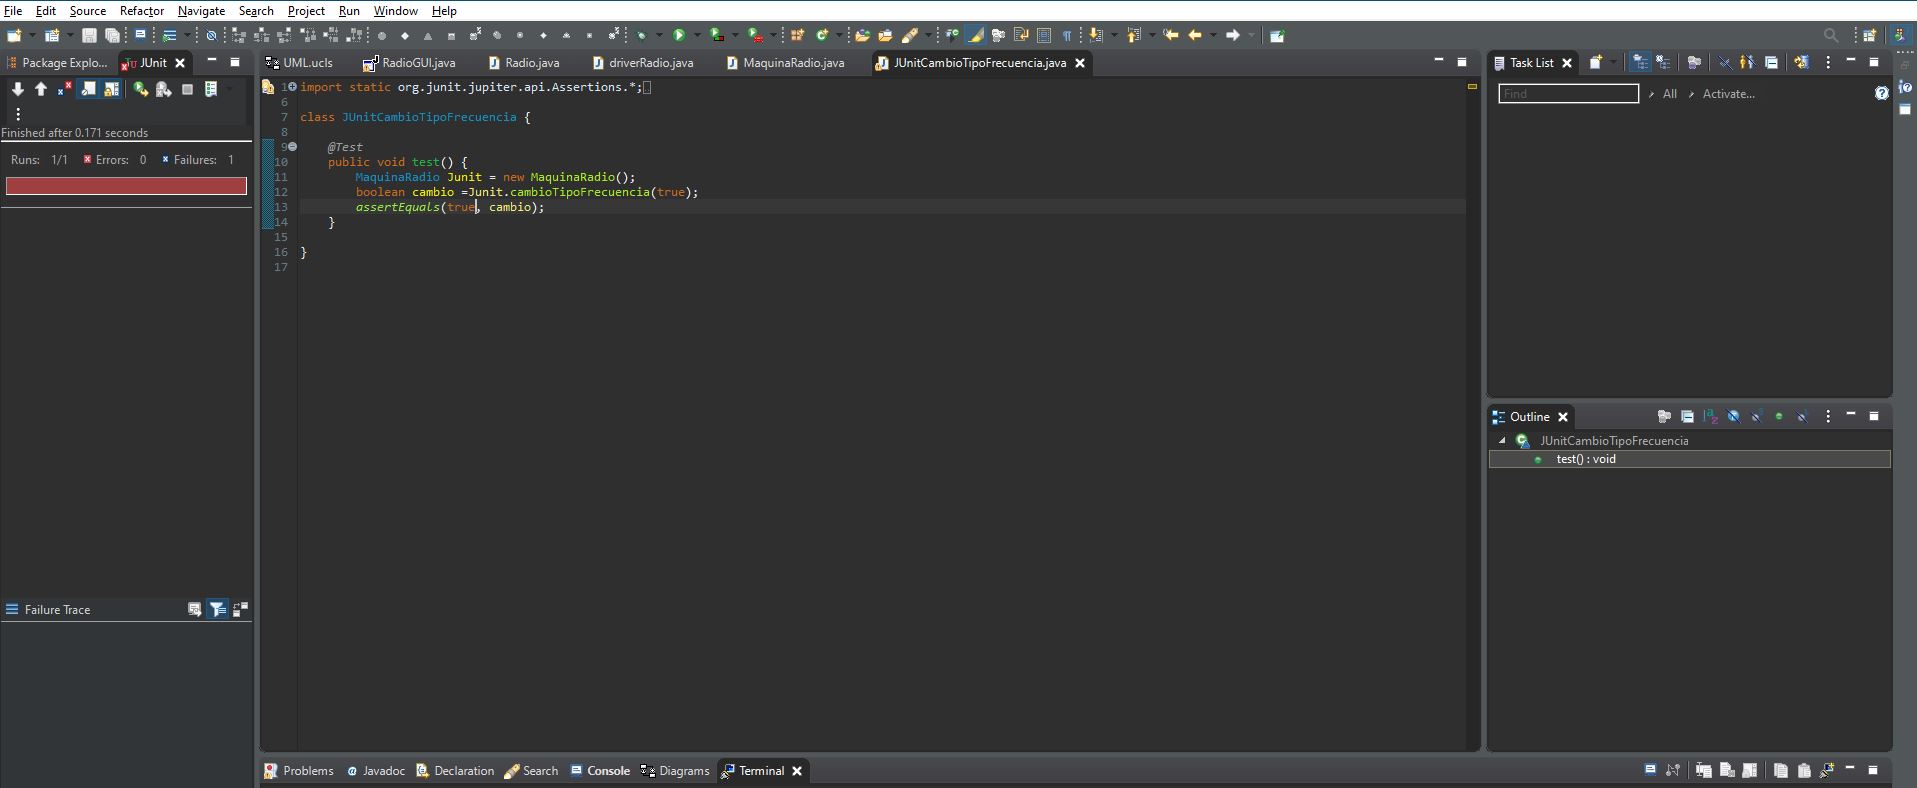 File Edit Source Refactor Navigate Search Project Run Window Help
Package Explo... JUnit
Finished after 0.171 seconds
Runs: 1/1 Errors: 0 Failures: 1
Failure Trace
UML.ucls RadioGUI.java Radio.java driverRadio.java MaquinaRadio.java JUnitCambioTipoFrecuencia.java
1 import static org.junit.jupiter.api.Assertions.*;
6
7 class JUnitCambioTipoFrecuencia {
8
9 @Test
10 public void test() {
11 MaquinaRadio Junit = new MaquinaRadio();
12 boolean cambio =Junit.cambioTipoFrecuencia(true);
13 assertEquals(true, cambio);
14 }
15
16 }
17
Task List
Find All Activate...
Outline
JUnitCambioTipoFrecuencia
test() : void
Problems Javadoc Declaration Search Console Diagrams Terminal